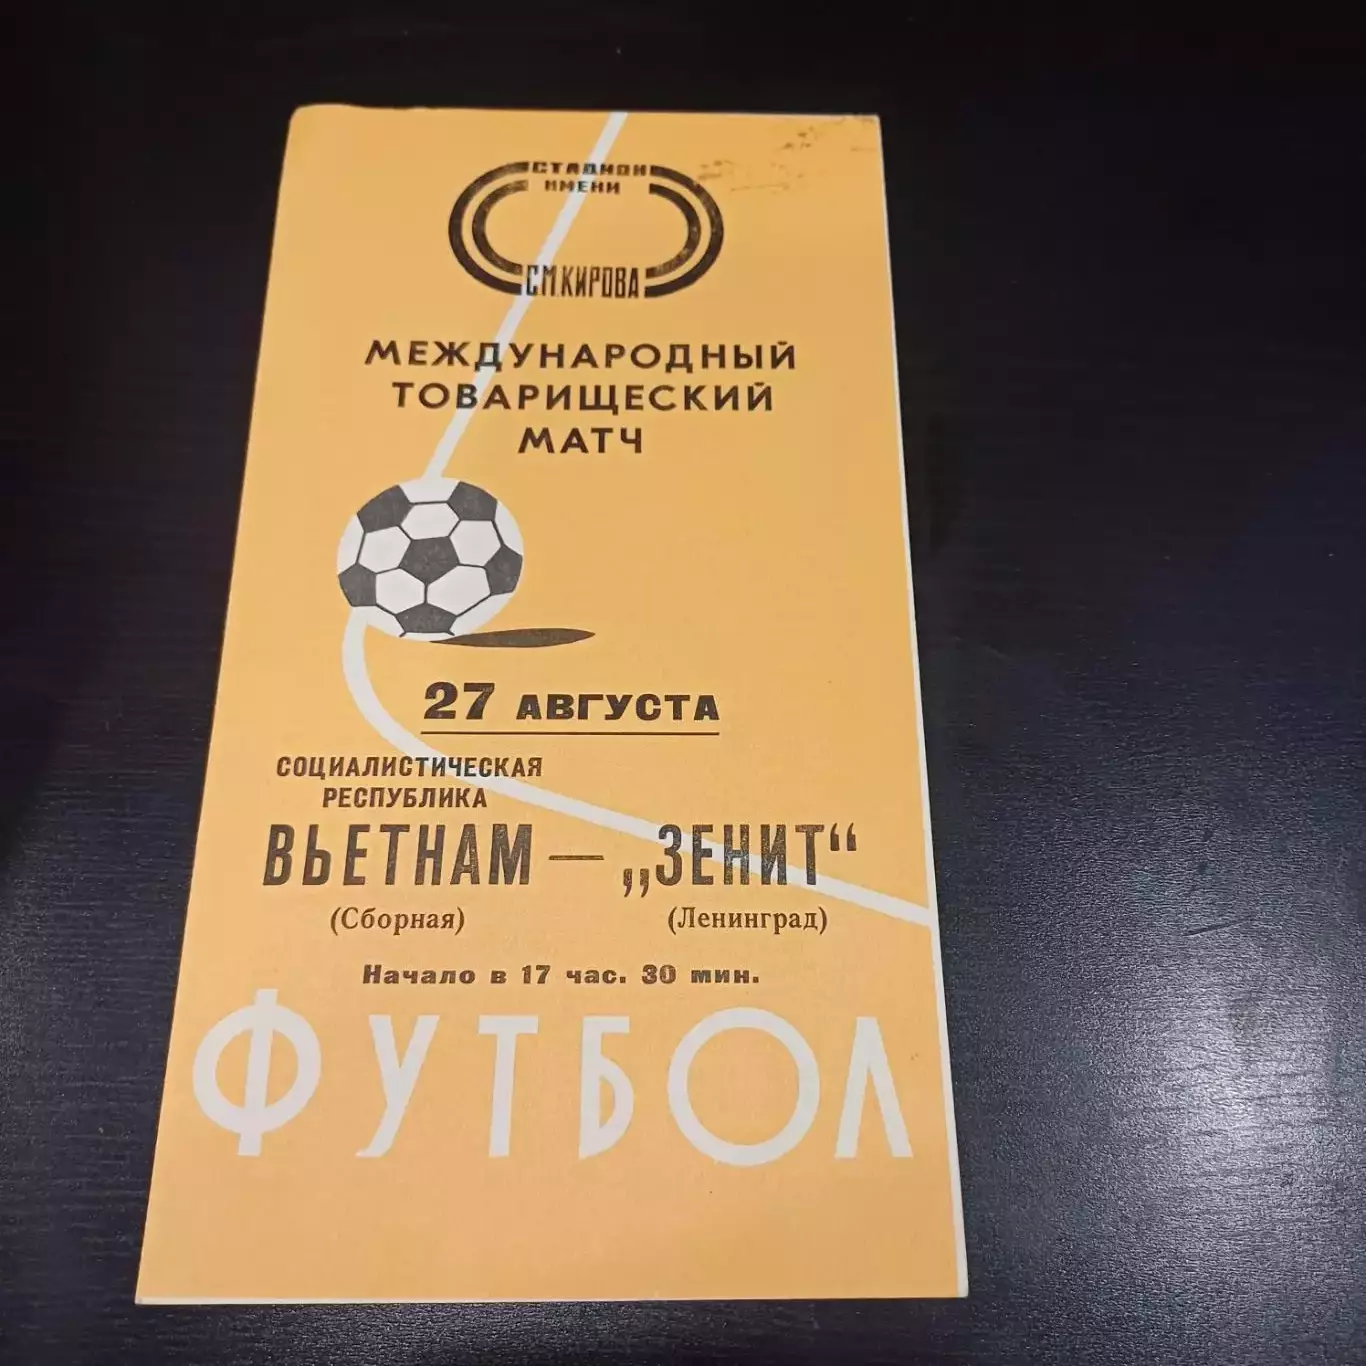 СТАДИОН
ИМЕНИ
С.М.КИРОВА
МЕЖДУНАРОДНЫЙ
ТОВАРИЩЕСКИЙ
МАТЧ
27 АВГУСТА
СОЦИАЛИСТИЧЕСКАЯ
РЕСПУБЛИКА
ВЬЕТНАМ — „ЗЕНИТ“
(Сборная) (Ленинград)
Начало в 17 час. 30 мин.
ФУТБОЛ